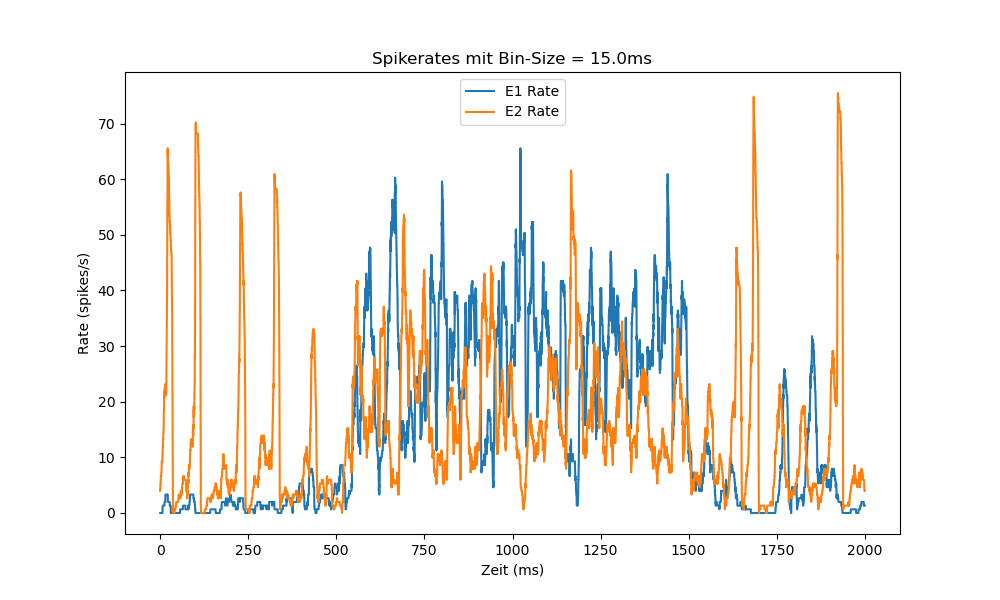 Spikerates mit Bin-Size = 15.0ms
E1 Rate
E2 Rate
70
60
50
40
30
20
10
0
Rate (spikes/s)
0 250 500 750 1000 1250 1500 1750 2000
Zeit (ms)